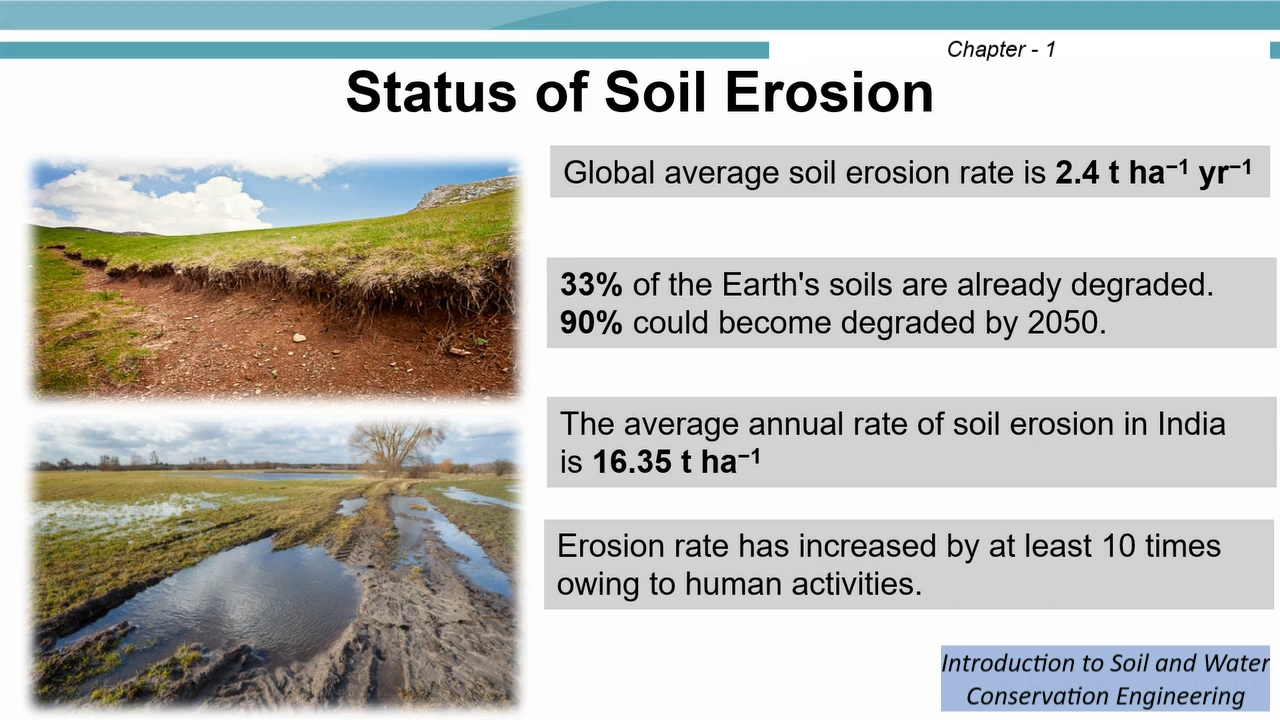 Chapter - 1
Status of Soil Erosion
Global average soil erosion rate is 2.4 t ha⁻¹ yr⁻¹
33% of the Earth's soils are already degraded.
90% could become degraded by 2050.
The average annual rate of soil erosion in India
is 16.35 t ha⁻¹
Erosion rate has increased by at least 10 times
owing to human activities.
Introduction to Soil and Water
Conservation Engineering